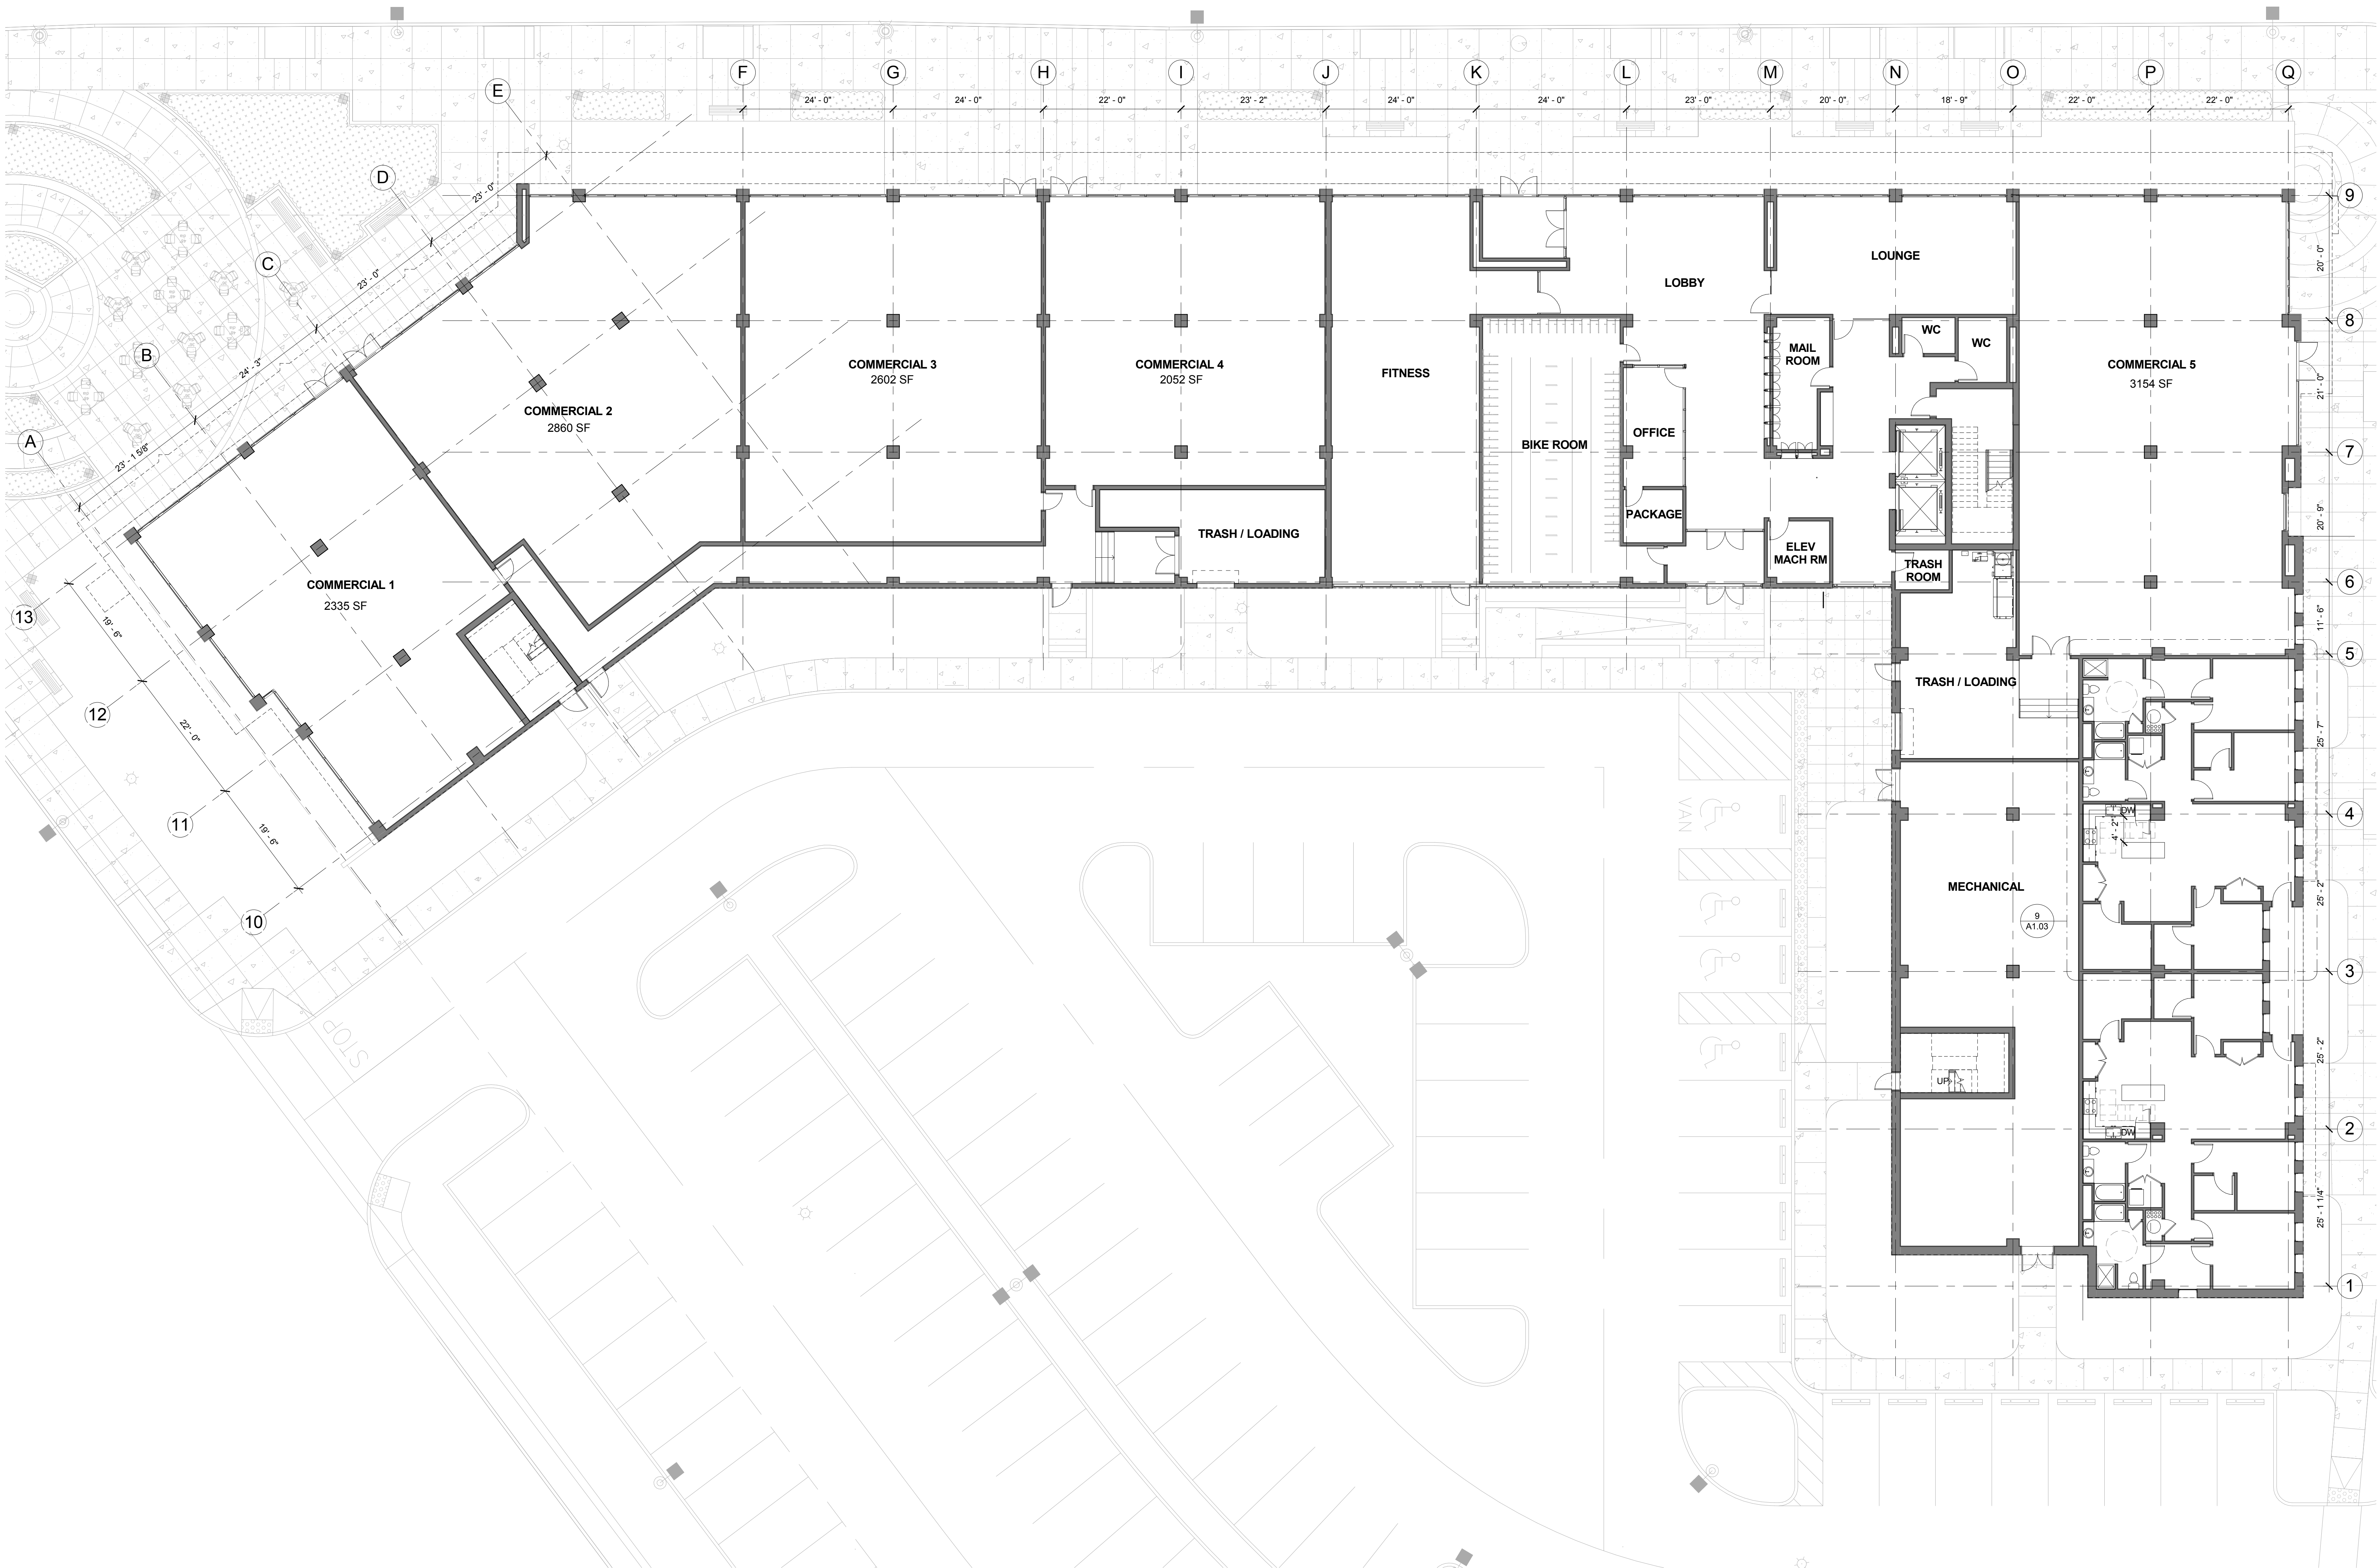 F
G
H
I
J
K
L
M
N
O
P
Q
E
24' - 0"
24' - 0"
22' - 0"
23' - 2"
24' - 0"
24' - 0"
23' - 0"
20' - 0"
18' - 9"
22' - 0"
22' - 0"
D
23' - 0"
9
C
23' - 0"
LOUNGE
20' - 0"
LOBBY
8
B
24' - 3"
WC
WC
MAIL
ROOM
COMMERCIAL 3
2602 SF
COMMERCIAL 4
2052 SF
FITNESS
COMMERCIAL 5
3154 SF
21' - 0"
COMMERCIAL 2
2860 SF
A
23' - 1 5/8"
OFFICE
BIKE ROOM
7
PACKAGE
20' - 9"
TRASH / LOADING
ELEV
MACH RM
TRASH
ROOM
COMMERCIAL 1
2335 SF
6
13
19' - 6"
11' - 6"
5
TRASH / LOADING
12
22' - 0"
25' - 7"
VAN
DW
4' - 2"
4
11
19' - 6"
MECHANICAL
25' - 2"
10
9
A1.03
3
STOP
25' - 2"
UP
DW
2
25' - 1 1/4"
1